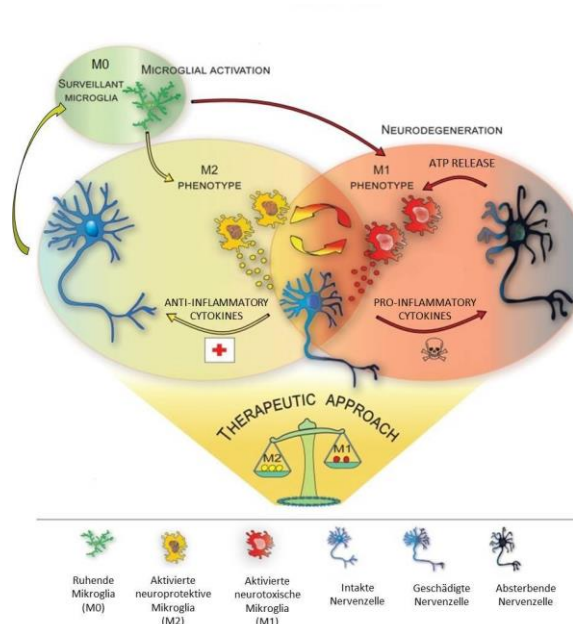 M0
SURVEILLANT
MICROGLIA
MICROGLIAL ACTIVATION
NEURODEGENERATION
M2
PHENOTYPE
M1
PHENOTYPE
ATP RELEASE
ANTI-INFLAMMATORY
CYTOKINES
PRO-INFLAMMATORY
CYTOKINES
THERAPEUTIC APPROACH
M2
M1
Ruhende
Mikroglia
(M0)
Aktivierte
neuroprotektive
Mikroglia
(M2)
Aktivierte
neurotoxische
Mikroglia
(M1)
Intakte
Nervenzelle
Geschädigte
Nervenzelle
Absterbende
Nervenzelle